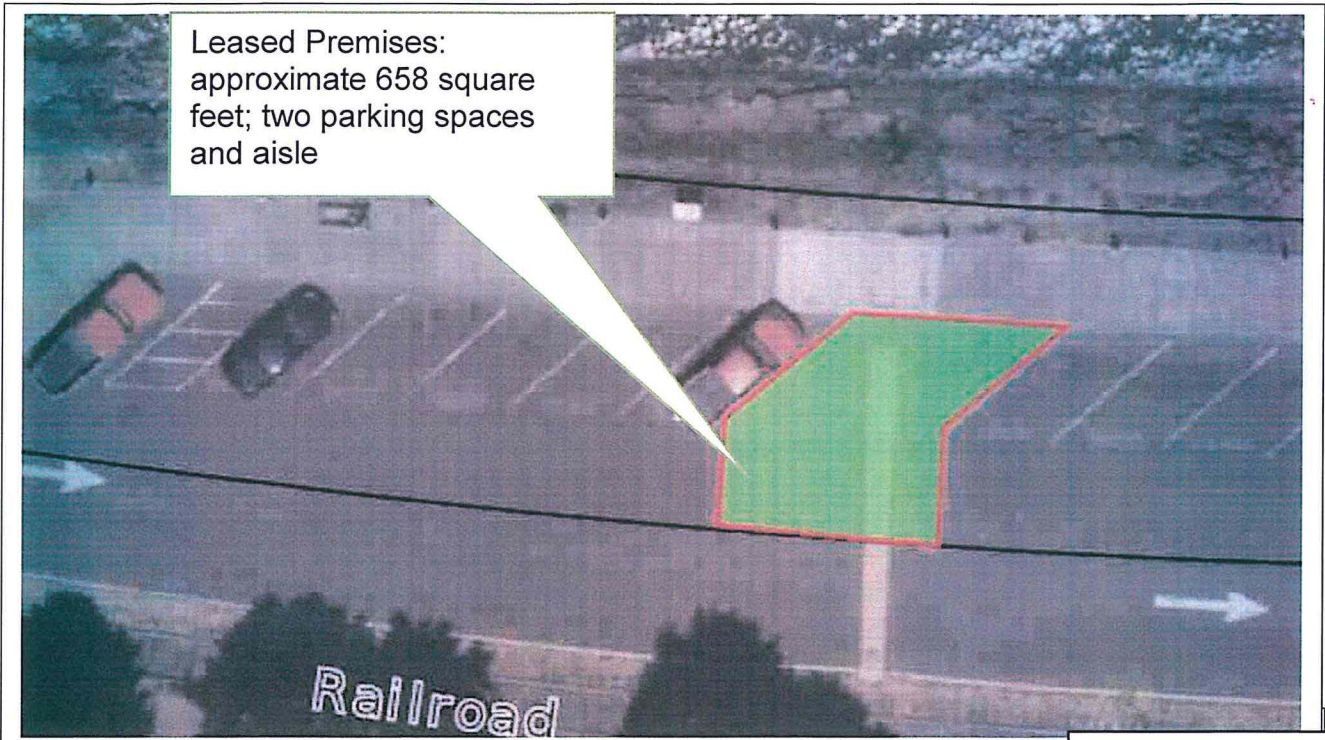 Leased Premises:
approximate 658 square
feet; two parking spaces
and aisle
Railroad